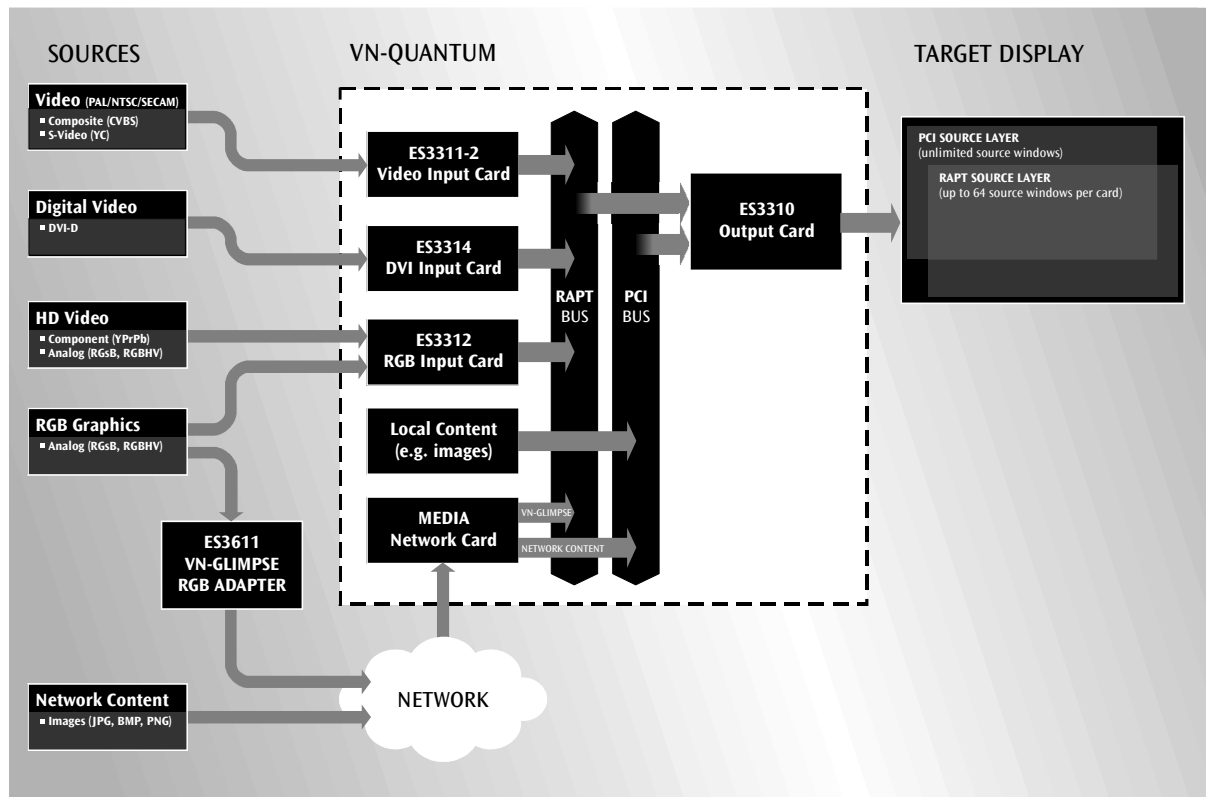 SOURCES
VN-QUANTUM
TARGET DISPLAY
Video (PAL/NTSC/SECAM)
▪ Composite (CVBS)
▪ S-Video (YC)
Digital Video
▪ DVI-D
HD Video
▪ Component (YPrPb)
▪ Analog (RGsB, RGBHV)
RGB Graphics
▪ Analog (RGsB, RGBHV)
ES3611
VN-GLIMPSE
RGB ADAPTER
Network Content
▪ Images (JPG, BMP, PNG)
ES3311-2
Video Input Card
ES3314
DVI Input Card
ES3312
RGB Input Card
Local Content
(e.g. images)
MEDIA
Network Card
VN-GLIMPSE
NETWORK CONTENT
NETWORK
RAPT
BUS
PCI
BUS
ES3310
Output Card
PCI SOURCE LAYER
(unlimited source windows)
RAPT SOURCE LAYER
(up to 64 source windows per card)